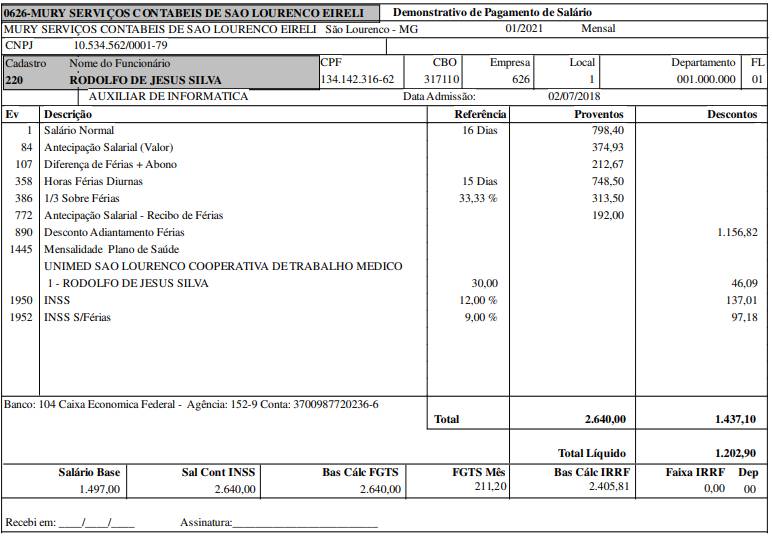 0626-MURY SERVIÇOS CONTABEIS DE SAO LOURENCO EIRELI Demonstrativo de Pagamento de Salário
MURY SERVIÇOS CONTABEIS DE SAO LOURENCO EIRELI São Lourenco - MG 01/2021 Mensal
CNPJ 10.534.562/0001-79
Cadastro Nome do Funcionário CPF CBO Empresa Local Departamento FL
220 RODOLFO DE JESUS SILVA 134.142.316-62 317110 626 1 001.000.000 01
AUXILIAR DE INFORMATICA Data Admissão: 02/07/2018
Ev Descrição Referência Proventos Descontos
1 Salário Normal 16 Dias 798,40
84 Antecipação Salarial (Valor) 374,93
107 Diferença de Férias + Abono 212,67
358 Horas Férias Diurnas 15 Dias 748,50
386 1/3 Sobre Férias 33,33 % 313,50
772 Antecipação Salarial - Recibo de Férias 192,00
890 Desconto Adiantamento Férias 1.156,82
1445 Mensalidade Plano de Saúde
UNIMED SAO LOURENCO COOPERATIVA DE TRABALHO MEDICO
1 - RODOLFO DE JESUS SILVA 30,00 46,09
1950 INSS 12,00 % 137,01
1952 INSS S/Férias 9,00 % 97,18
Banco: 104 Caixa Economica Federal - Agência: 152-9 Conta: 3700987720236-6
Total 2.640,00 1.437,10
Total Líquido 1.202,90
Salário Base Sal Cont INSS Bas Cálc FGTS FGTS Mês Bas Cálc IRRF Faixa IRRF Dep
1.497,00 2.640,00 2.640,00 211,20 2.405,81 0,00 00
Recebi em: ____/____/____ Assinatura:__________________________